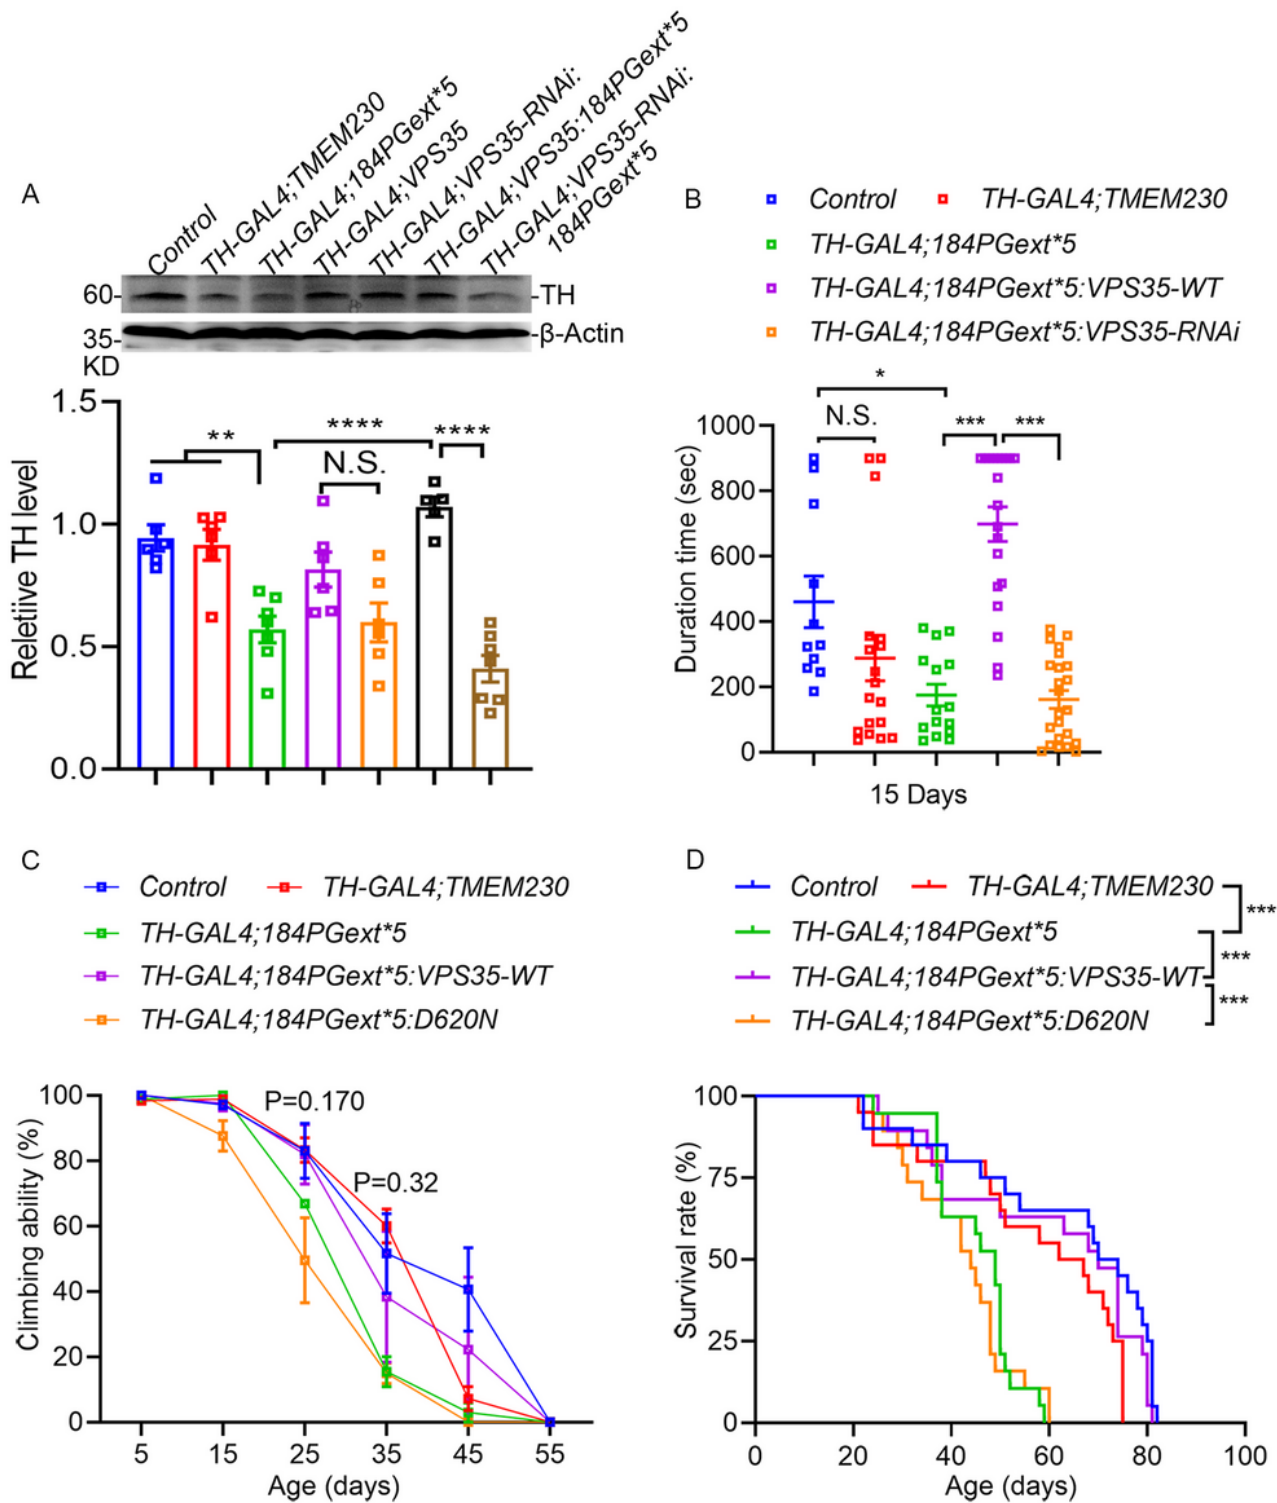 A
Control
TH-GAL4;TMEM230
TH-GAL4;184PGext*5
TH-GAL4;VPS35
TH-GAL4;VPS35-RNAi:
TH-GAL4;VPS35:184PGext*5
TH-GAL4;VPS35-RNAi:
184PGext*5
60-
-TH
35-
-β-Actin
KD
Reletiive TH level
1.5
1.0
0.5
0.0
**
****
****
N.S.
B
Control
TH-GAL4;TMEM230
TH-GAL4;184PGext*5
TH-GAL4;184PGext*5:VPS35-WT
TH-GAL4;184PGext*5:VPS35-RNAi
Duration time (sec)
1000
800
600
400
200
0
*
N.S.
***
***
15 Days
C
Control
TH-GAL4;TMEM230
TH-GAL4;184PGext*5
TH-GAL4;184PGext*5:VPS35-WT
TH-GAL4;184PGext*5:D620N
Climbing ability (%)
100
80
60
40
20
0
P=0.170
P=0.32
5 15 25 35 45 55
Age (days)
D
Control
TH-GAL4;TMEM230
***
TH-GAL4;184PGext*5
***
TH-GAL4;184PGext*5:VPS35-WT
***
TH-GAL4;184PGext*5:D620N
Survival rate (%)
100
75
50
25
0
0 20 40 60 80 100
Age (days)